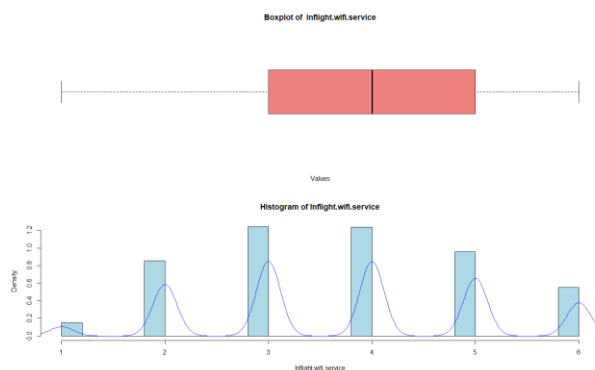 Boxplot of Inflight.wifi.service
Values
Histogram of Inflight.wifi.service
Density
0.0 0.2 0.4 0.6 0.8 1.0 1.2
1 2 3 4 5 6
Inflight.wifi.service